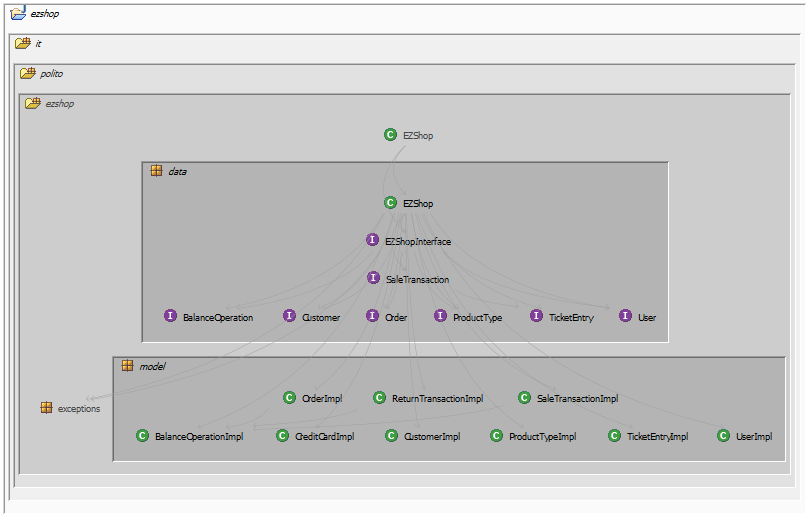 ezshop
it
polito
ezshop
EZShop
data
EZShop
EZShopInterface
SaleTransaction
BalanceOperation Customer Order ProductType TicketEntry User
model
OrderImpl ReturnTransactionImpl SaleTransactionImpl
exceptions
BalanceOperationImpl CreditCardImpl CustomerImpl ProductTypeImpl TicketEntryImpl UserImpl